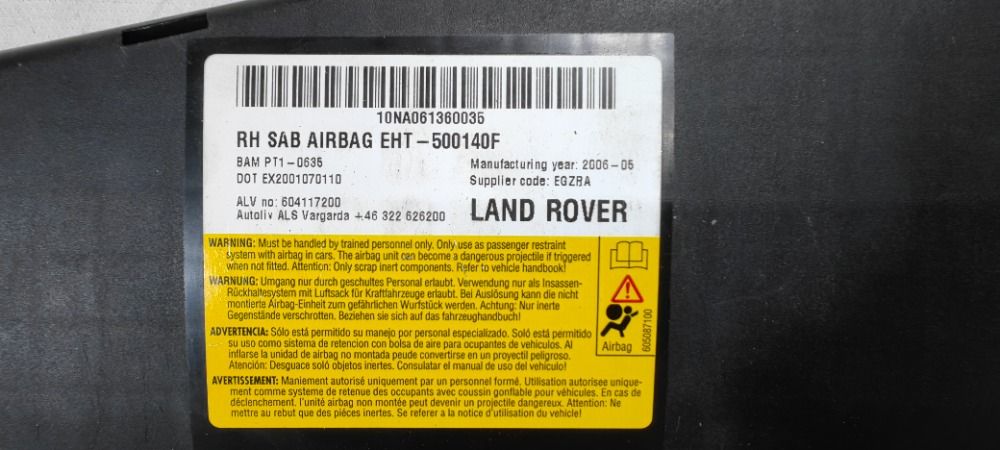 10NA061360035
RH SAB AIRBAG EHT-500140F
BAM PT1-0635
Manufacturing year: 2006-05
DOT EX2001070110
Supplier code: EGZRA
ALV no: 604117200
Autoliv ALS Vargarda +46 322 626200
LAND ROVER
WARNING: Must be handled by trained personnel only. Only use as passenger restraint
system with airbag in cars. The airbag unit can become a dangerous projectile if triggered
when not fitted. Attention: Only scrap inert components. Refer to vehicle handbook!
WARNUNG: Umgang nur durch geschultes Personal erlaubt. Verwendung nur als Insassen-
Rückhaltesystem mit Luftsack für Kraftfahrzeuge erlaubt. Bei Auslösung kann die nicht
montierte Airbag-Einheit zum gefährlichen Wurfstück werden. Achtung: Nur inerte
Gegenstände verschrotten. Beziehen sie sich auf das fahrzeughandbuch!
ADVERTENCIA: Sólo está permitido su manejo por personal especializado. Soló está permitido
su uso como sistema de retencion con bolsa de aire para ocupantes de vehiculos. Al
inflarse la unidad de airbag no montada peude convertirse en un proyectil peligroso.
Atención: Desguace soló objetos inertes. Consulatar el manual de uso del vehiculo!
AVERTISSEMENT: Maniement autorisé uniquement par un personnel formé. Utilisation autorisee unique-
ment comme systeme de retenue des occupants avec coussin gonflable pour véhicules. En cas de
déclenchement. l'unité airbag non montée peut devenir un projectile dangereux. Attention: Ne
mettre au rebut que des piéces inertes. Se referer a la notice d'utilisation du vehicle!
Airbag
605087100